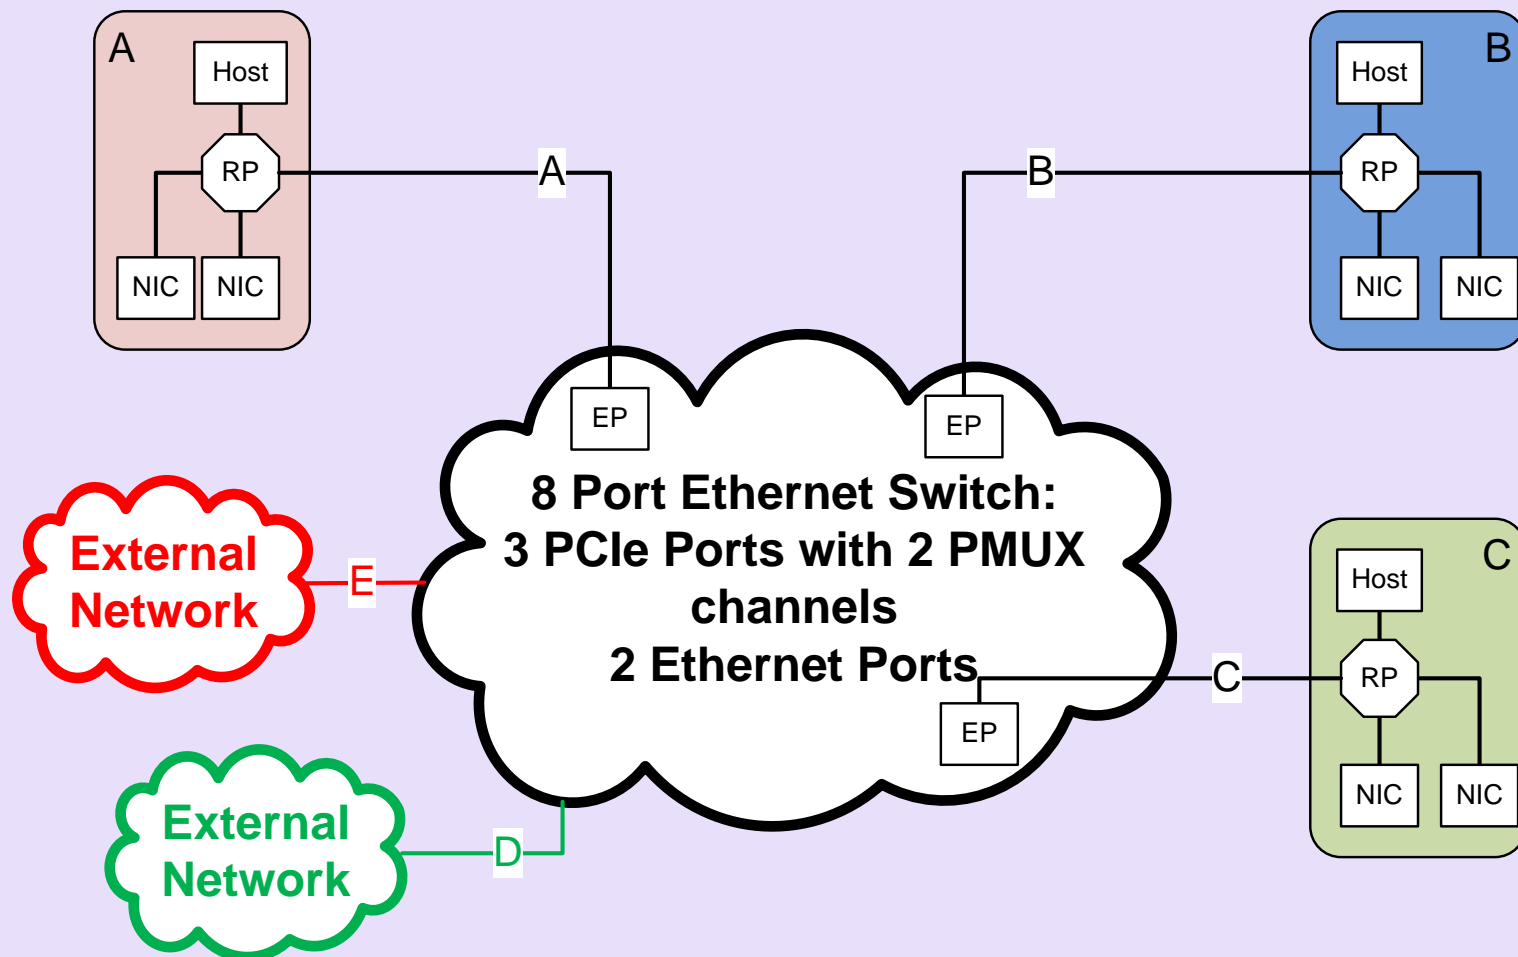 A
Host
RP
NIC
NIC
A
B
Host
B
RP
NIC
NIC
EP
EP
8 Port Ethernet Switch:
3 PCIe Ports with 2 PMUX
channels
2 Ethernet Ports
External
Network
E
C
Host
C
RP
EP
NIC
NIC
External
Network
D